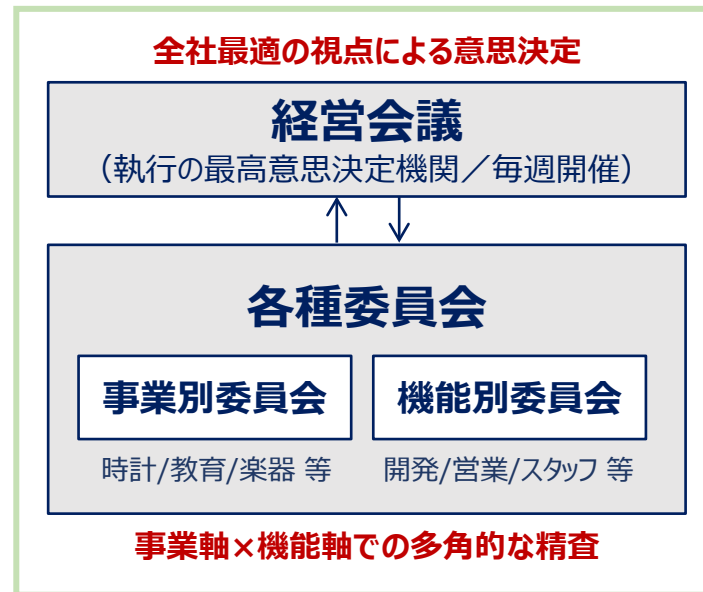 全社最適の視点による意思決定
経営会議
（執行の最高意思決定機関／毎週開催）
各種委員会
事業別委員会
機能別委員会
時計/教育/楽器 等
開発/営業/スタッフ 等
事業軸×機能軸での多角的な精査